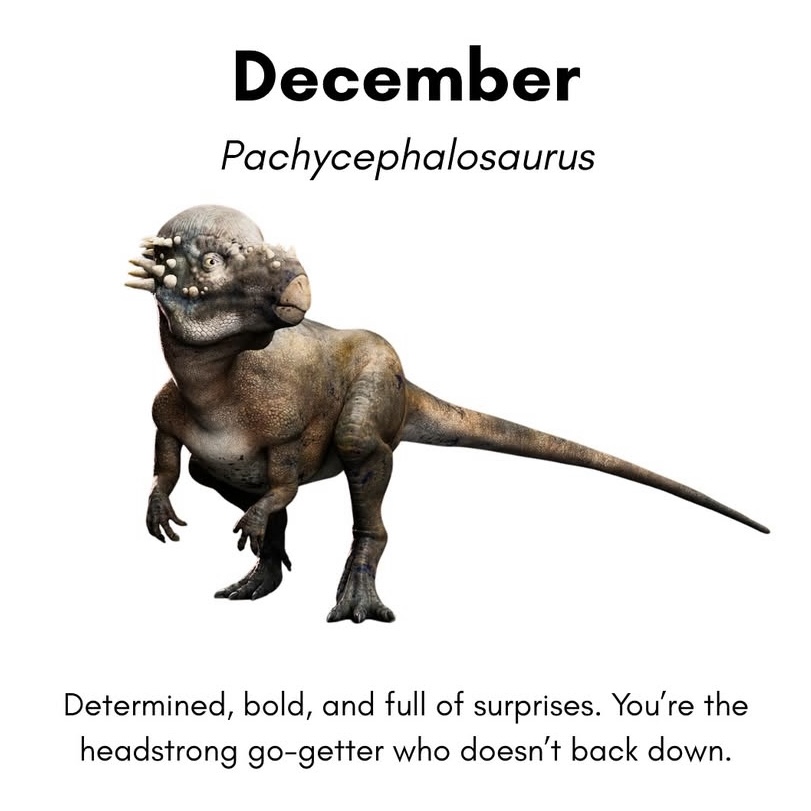 December
Pachycephalosaurus
Determined, bold, and full of surprises. You’re the
headstrong go-getter who doesn’t back down.